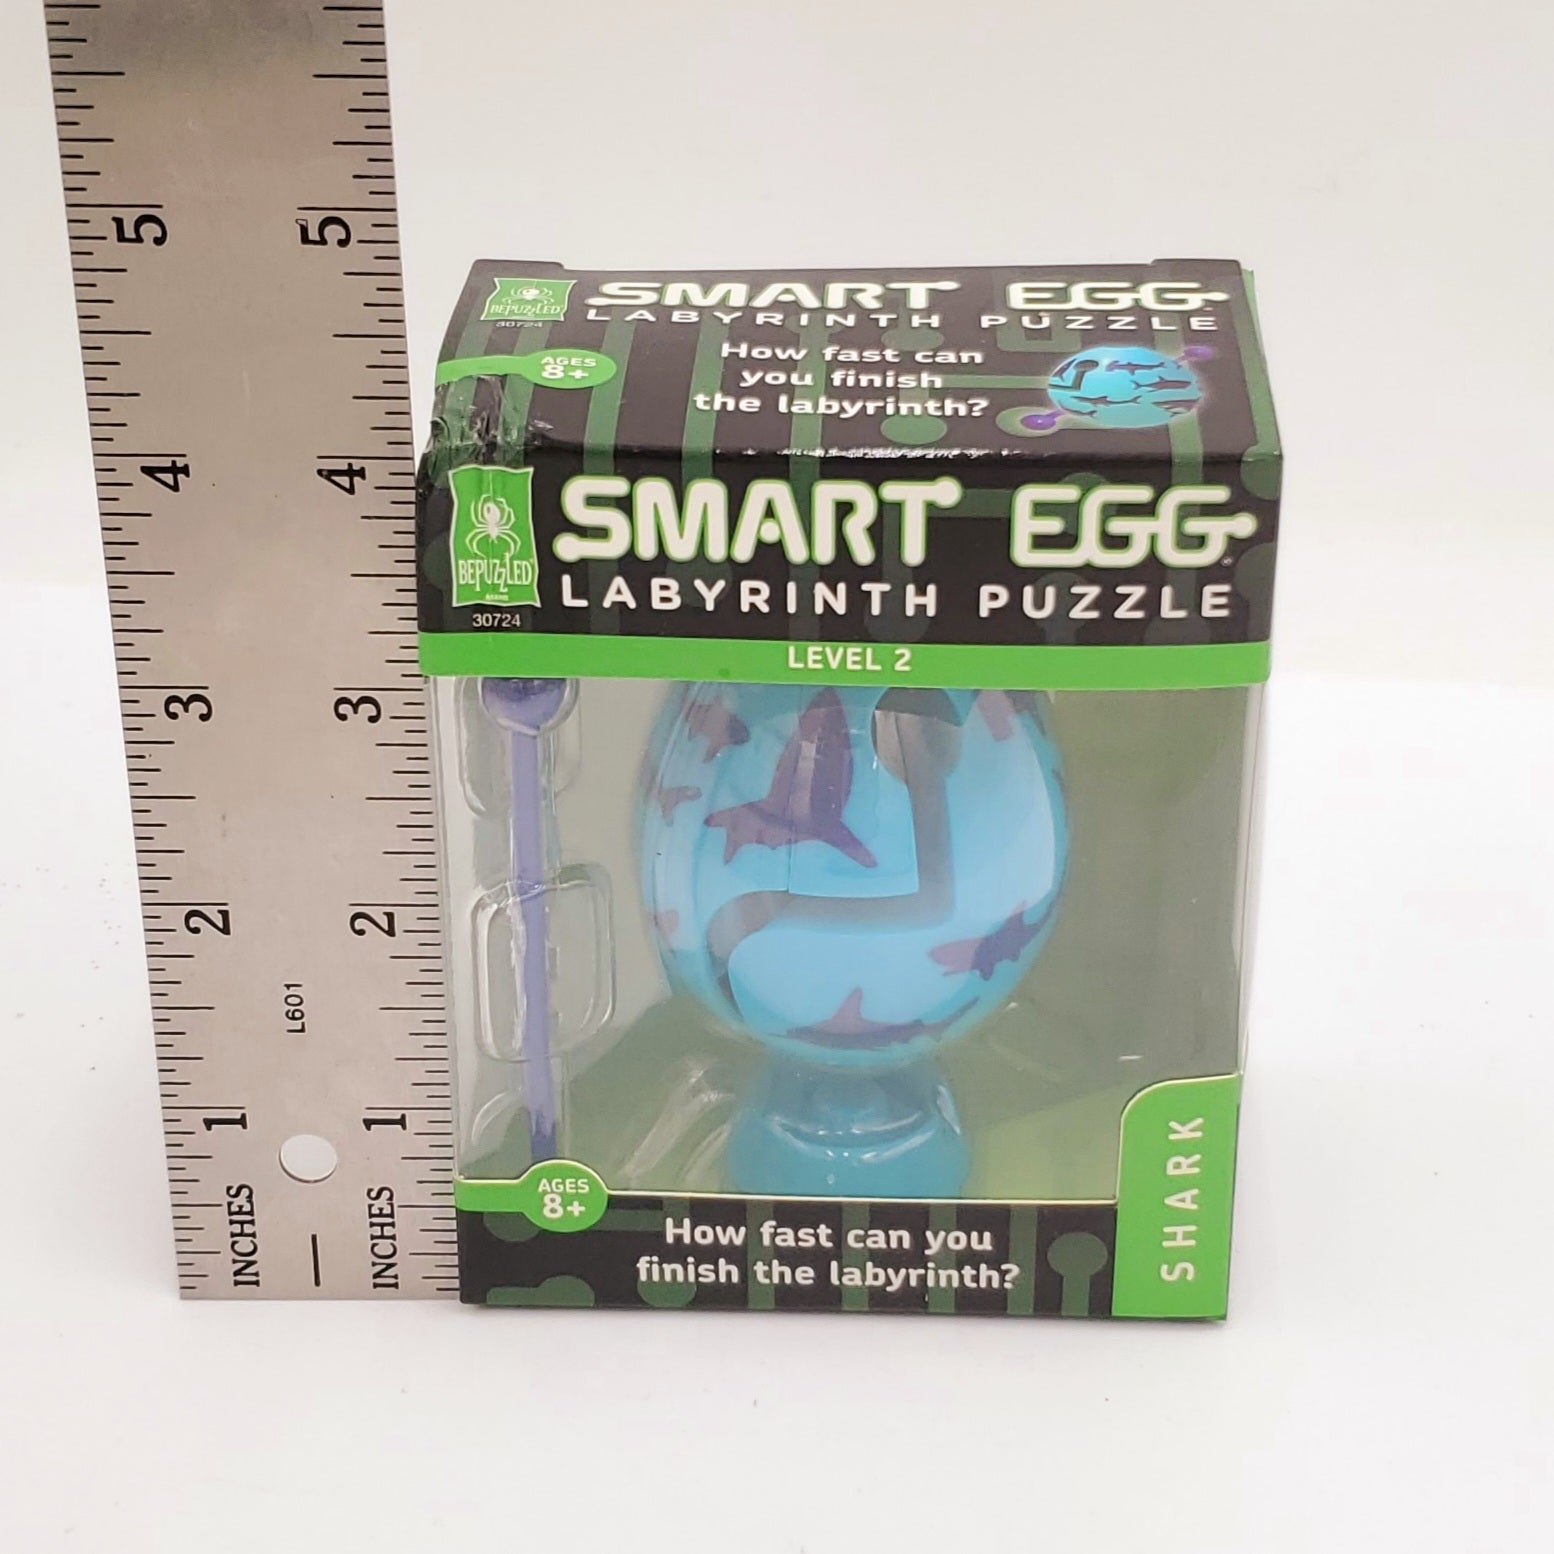 5 5
4 4
3 3
2 2
L601
1 1
INCHES INCHES
BEPUZZLED
30724
SMART EGG
LABYRINTH PUZZLE
AGES
8+
How fast can
you finish
the labyrinth?
BEPUZZLED
30724
SMART EGG
LABYRINTH PUZZLE
LEVEL 2
SHARK
AGES
8+
How fast can you
finish the labyrinth?